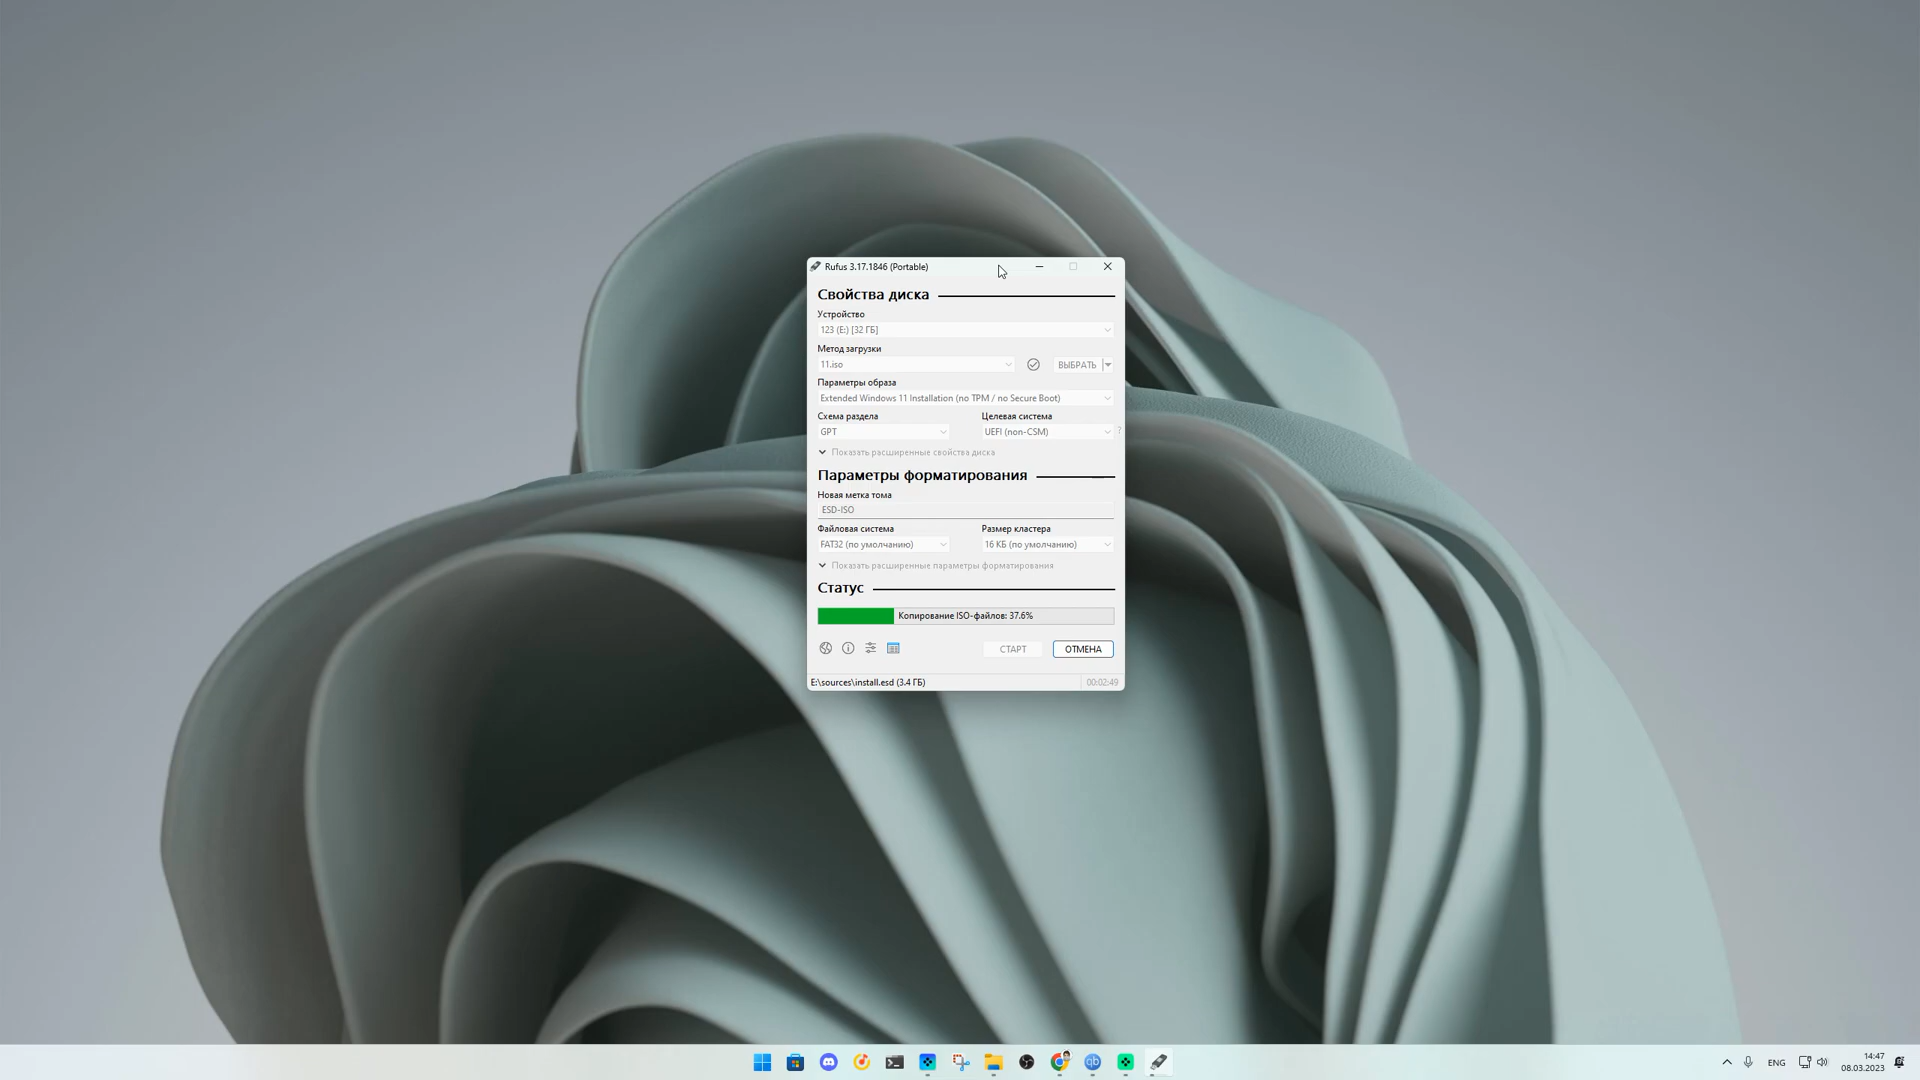 Rufus 3.17.1846 (Portable)
Свойства диска
Устройство
123 (E:) [32 ГБ]
Метод загрузки
11.iso
ВЫБРАТЬ
Параметры образа
Extended Windows 11 Installation (no TPM / no Secure Boot)
Схема раздела
Целевая система
GPT
UEFI (non-CSM)
?
Показать расширенные свойства диска
Параметры форматирования
Новая метка тома
ESD-ISO
Файловая система
Размер кластера
FAT32 (по умолчанию)
16 КБ (по умолчанию)
Показать расширенные параметры форматирования
Статус
Копирование ISO-файлов: 37.6%
СТАРТ
ОТМЕНА
E:\sources\install.esd (3.4 ГБ)
00:02:49
qb
ENG
14:47
08.03.2023